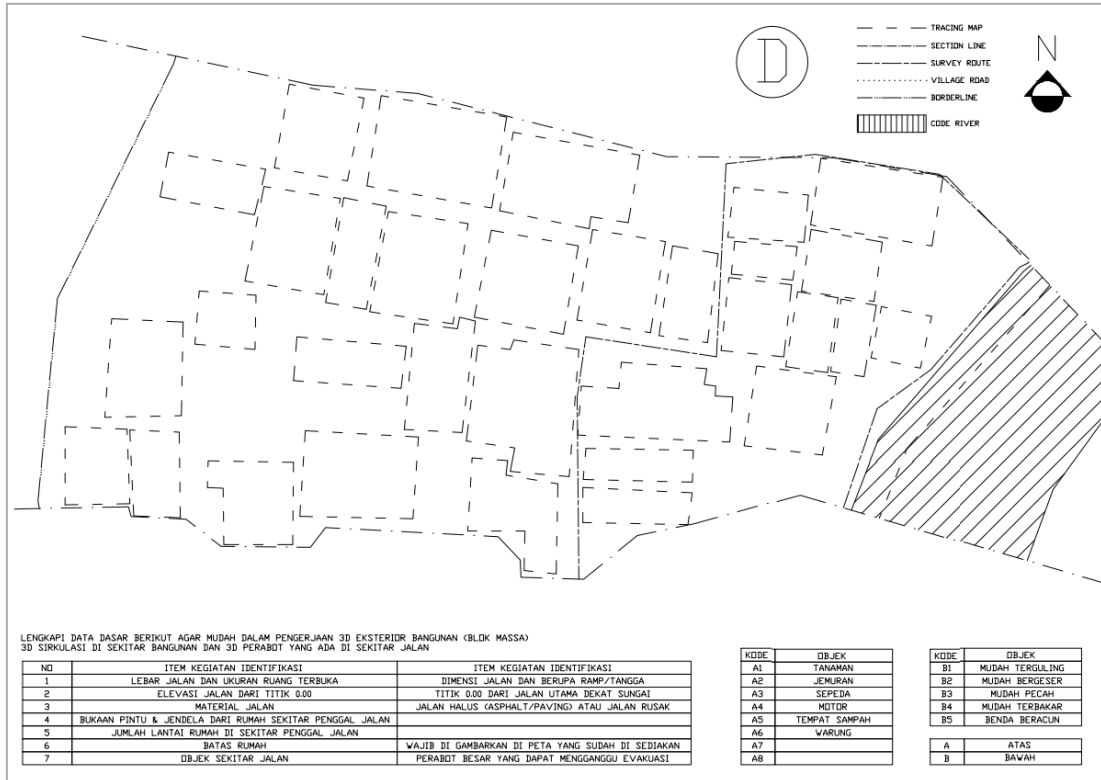 D
TRACING MAP
SECTION LINE
SURVEY ROUTE
VILLAGE ROAD
BORDERLINE
CODE RIVER
N
LENGKAPI DATA DASAR BERIKUT AGAR MUDAH DALAM PENGERJAAN 3D EKSTERIOR BANGUNAN (BLOK MASSA)
3D SIRKULASI DI SEKITAR BANGUNAN DAN 3D PERABOT YANG ADA DI SEKITAR JALAN
NO ITEM KEGIATAN IDENTIFIKASI ITEM KEGIATAN IDENTIFIKASI
1 LEBAR JALAN DAN UKURAN RUANG TERBUKA DIMENSI JALAN DAN BERUPA RAMP/TANGGA
2 ELEVASI JALAN DARI TITIK 0.00 TITIK 0.00 DARI JALAN UTAMA DEKAT SUNGAI
3 MATERIAL JALAN JALAN HALUS (ASPHALT/PAVING) ATAU JALAN RUSAK
4 BUKAAN PINTU & JENDELA DARI RUMAH SEKITAR PENGGAL JALAN
5 JUMLAH LANTAI RUMAH DI SEKITAR PENGGAL JALAN
6 BATAS RUMAH WAJIB DI GAMBARKAN DI PETA YANG SUDAH DI SEDIAKAN
7 OBJEK SEKITAR JALAN PERABOT BESAR YANG DAPAT MENGGANGGU EVAKUASI
KODE OBJEK
A1 TANAMAN
A2 JEMURAN
A3 SEPEDA
A4 MOTOR
A5 TEMPAT SAMPAH
A6 WARUNG
A7
A8
KODE OBJEK
B1 MUDAH TERGULING
B2 MUDAH BERGESER
B3 MUDAH PECAH
B4 MUDAH TERBAKAR
B5 BENDA BERACUN
A ATAS
B BAWAH